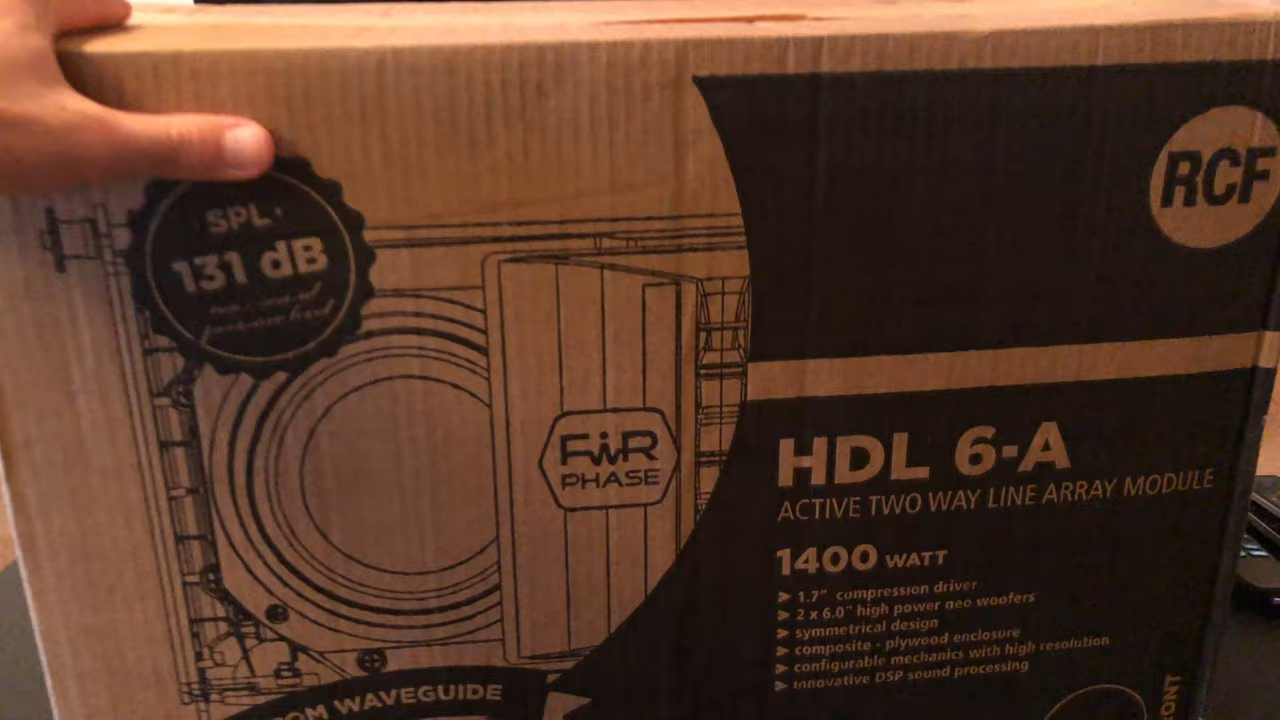 SPL:
131 dB
RCF
FiR
PHASE
HDL 6-A
ACTIVE TWO WAY LINE ARRAY MODULE
1400 WATT
➤ 1.7" compression driver
➤ 2 x 6.0" high power neo woofers
➤ symmetrical design
➤ composite - plywood enclosure
➤ configurable mechanics with high resolution
➤ innovative DSP sound processing
WAVEGUIDE